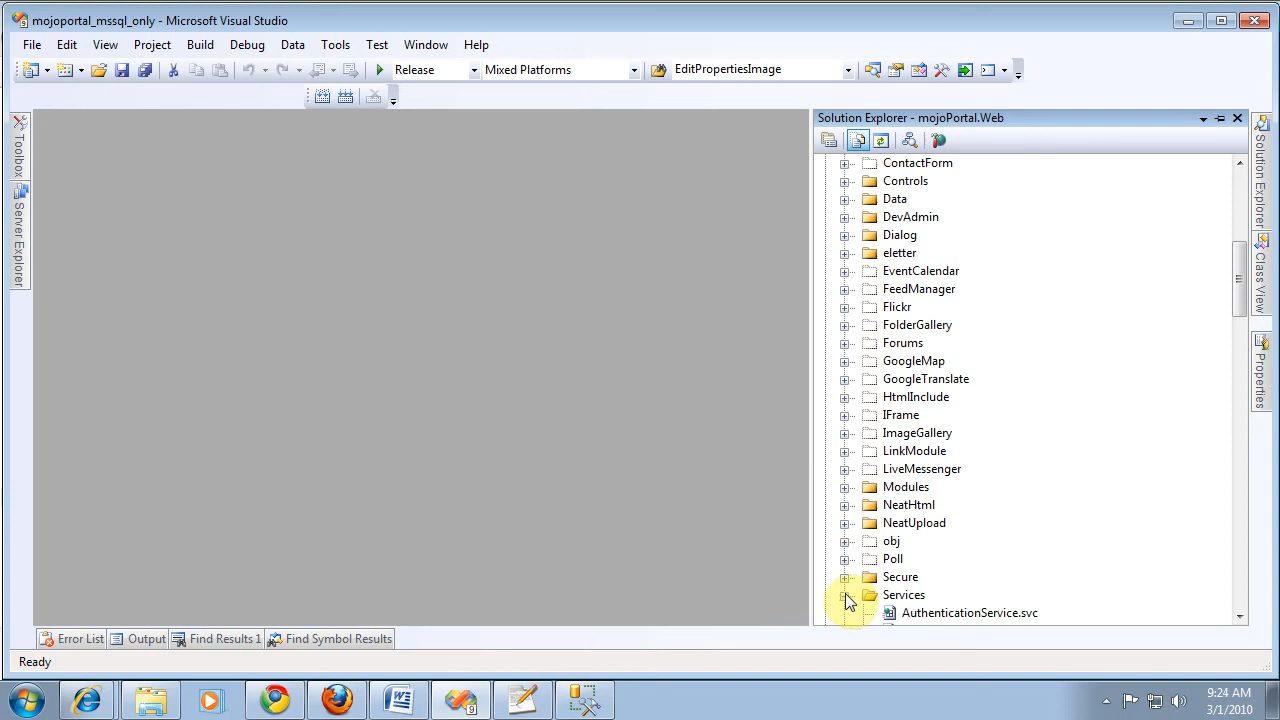 mojoportal_mssql_only - Microsoft Visual Studio
File Edit View Project Build Debug Data Tools Test Window Help
Release Mixed Platforms EditPropertiesImage
Toolbox
Server Explorer
Solution Explorer - mojoPortal.Web
ContactForm
Controls
Data
DevAdmin
Dialog
eletter
EventCalendar
FeedManager
Flickr
FolderGallery
Forums
GoogleMap
GoogleTranslate
HtmlInclude
IFrame
ImageGallery
LinkModule
LiveMessenger
Modules
NeatHtml
NeatUpload
obj
Poll
Secure
Services
AuthenticationService.svc
Solution Explorer
Class View
Properties
Error List Output Find Results 1 Find Symbol Results
Ready
9:24 AM
3/1/2010